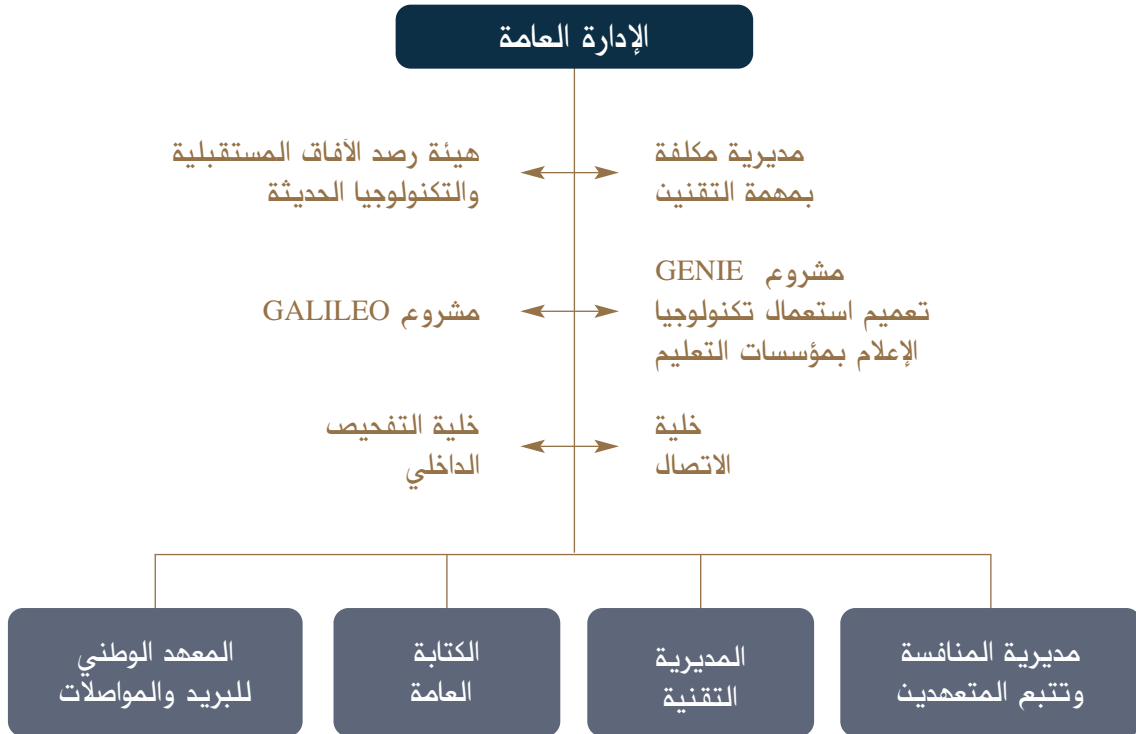 الإدارة العامة
مديرية مكلفة
بمهمة التقنين
هيئة رصد الآفاق المستقبلية
والتكنولوجيا الحديثة
مشروع GENIE
تعميم استعمال تكنولوجيا
الإعلام بمؤسسات التعليم
مشروع GALILEO
خلية
الاتصال
خلية التفحيص
الداخلي
مديرية المنافسة
وتتبع المتعهدين
المديرية
التقنية
الكتابة
العامة
المعهد الوطني
للبريد والمواصلات